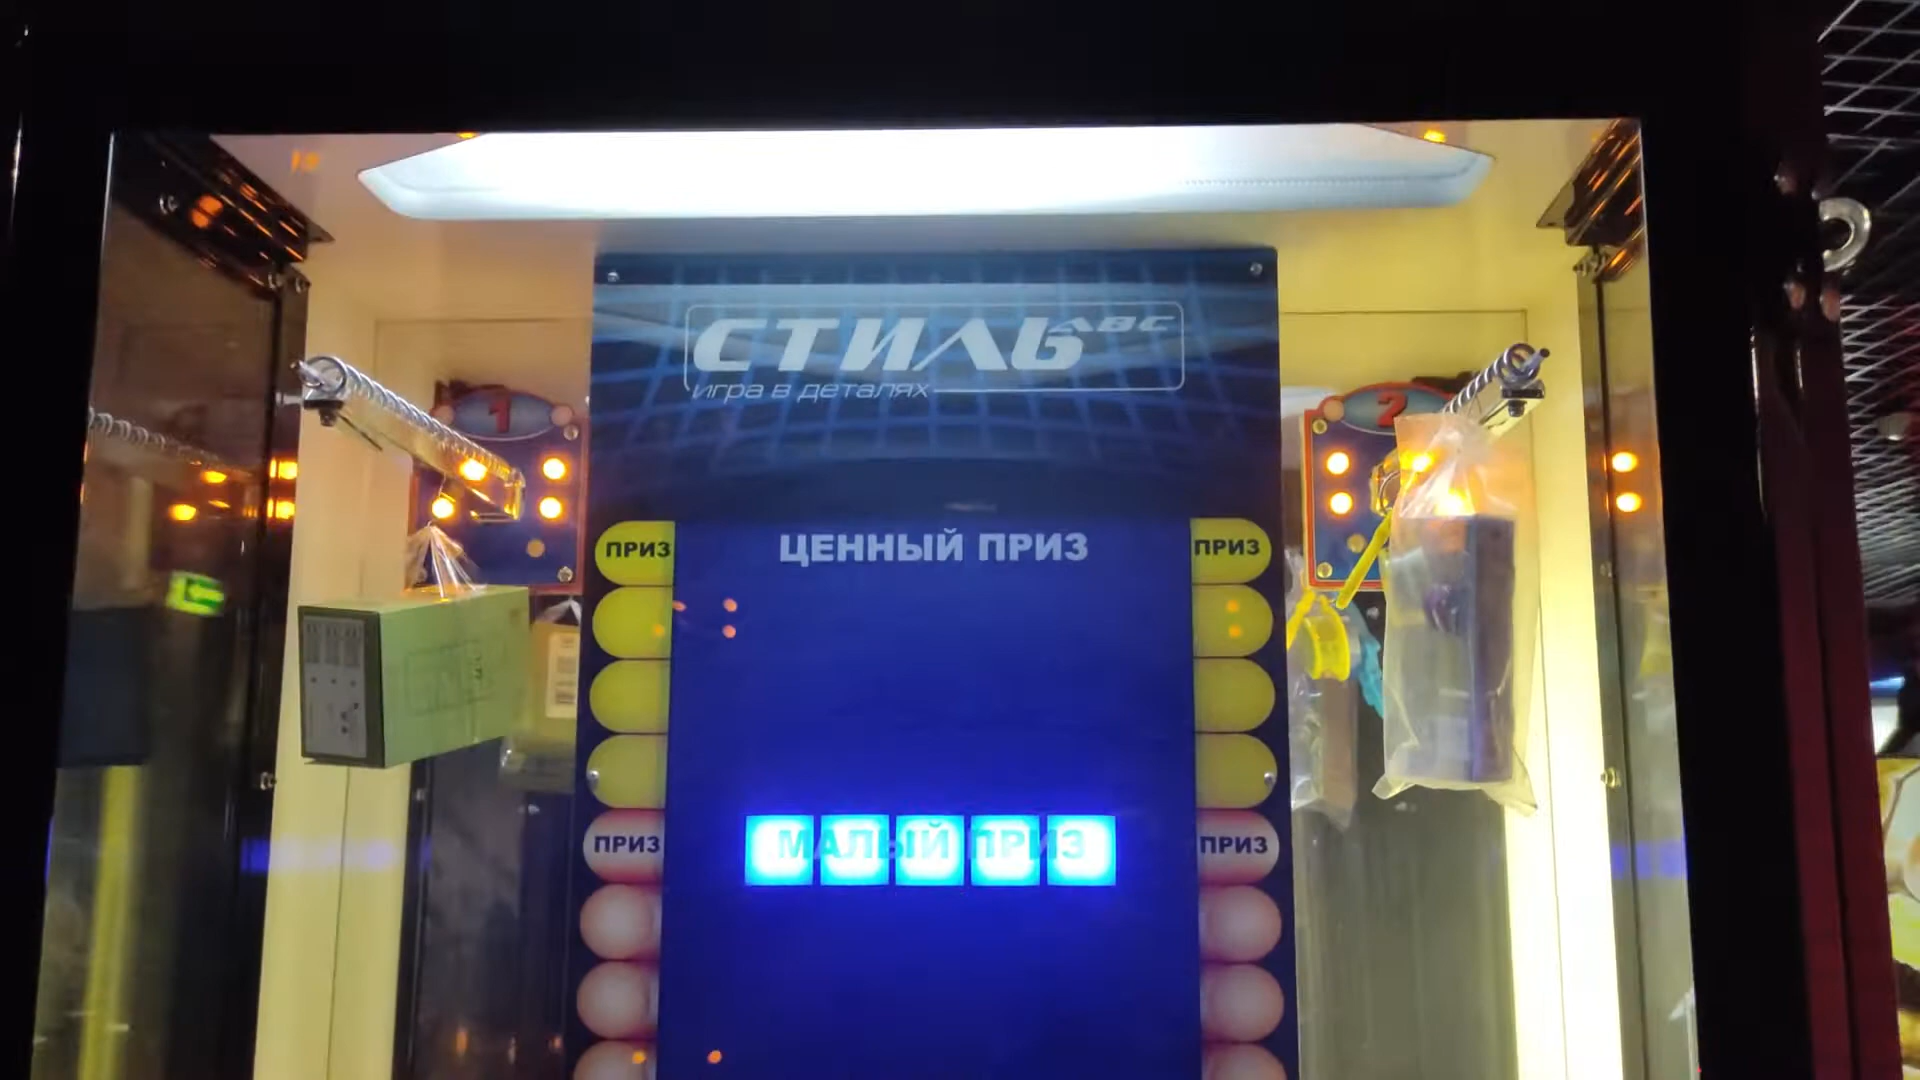 СТИЛЬ АВС
игра в деталях
1
2
ПРИЗ
ЦЕННЫЙ ПРИЗ
ПРИЗ
ПРИЗ
МАЛЫЙ ПРИЗ
ПРИЗ